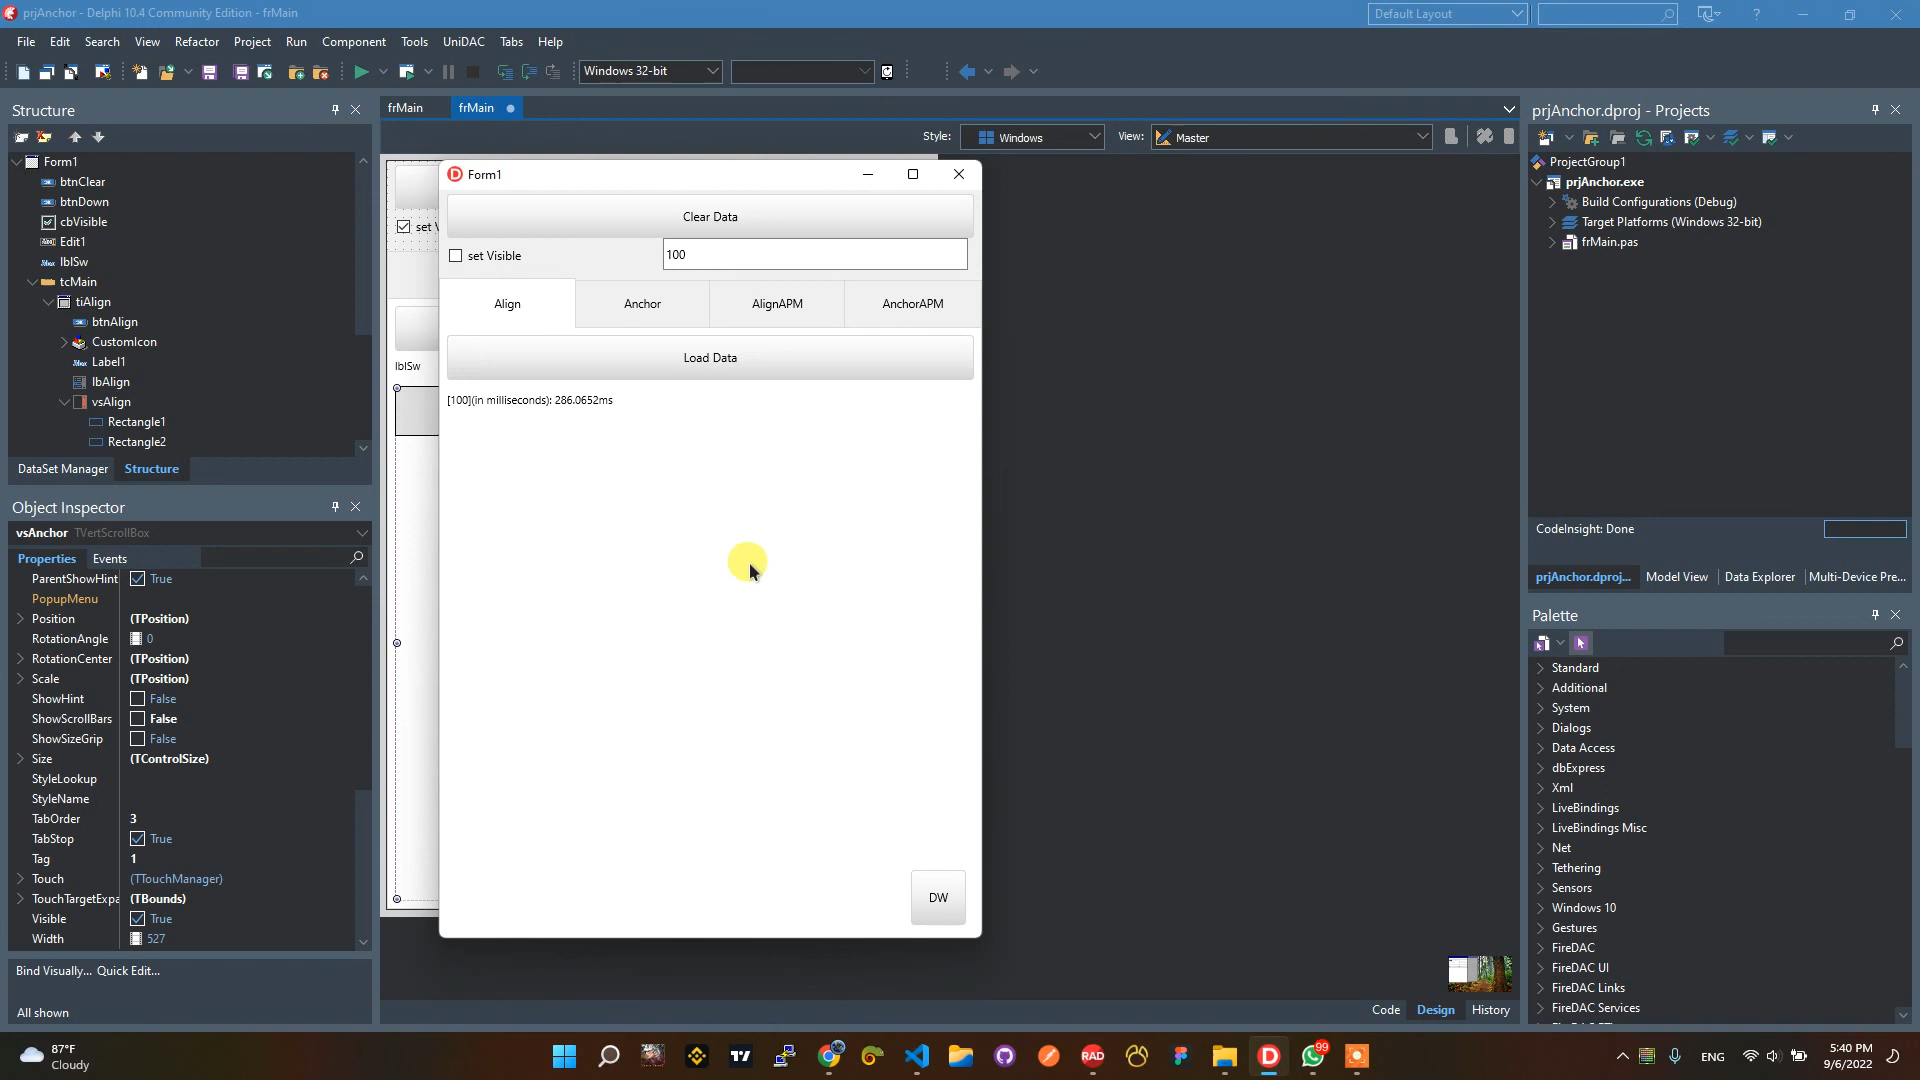 prjAnchor - Delphi 10.4 Community Edition - frMain
Default Layout
File Edit Search View Refactor Project Run Component Tools UniDAC Tabs Help
Windows 32-bit
Structure
Form1
btnClear
btnDown
cbVisible
Edit1
lblSw
tcMain
tiAlign
btnAlign
CustomIcon
Label1
lbAlign
vsAlign
Rectangle1
Rectangle2
DataSet Manager Structure
Object Inspector
vsAnchor TVertScrollBox
Properties Events
ParentShowHint True
PopupMenu
Position (TPosition)
RotationAngle 0
RotationCenter (TPosition)
Scale (TPosition)
ShowHint False
ShowScrollBars False
ShowSizeGrip False
Size (TControlSize)
StyleLookup
StyleName
TabOrder 3
TabStop True
Tag 1
Touch (TTouchManager)
TouchTargetExpa (TBounds)
Visible True
Width 527
Bind Visually... Quick Edit...
All shown
frMain frMain
Style: Windows View: Master
set V
lblSw
Form1
Clear Data
set Visible 100
Align Anchor AlignAPM AnchorAPM
Load Data
[100](in milliseconds): 286.0652ms
DW
Code Design History
prjAnchor.dproj - Projects
ProjectGroup1
prjAnchor.exe
Build Configurations (Debug)
Target Platforms (Windows 32-bit)
frMain.pas
CodeInsight: Done
prjAnchor.dproj... Model View Data Explorer Multi-Device Pre...
Palette
Standard
Additional
System
Dialogs
Data Access
dbExpress
Xml
LiveBindings
LiveBindings Misc
Net
Tethering
Sensors
Windows 10
Gestures
FireDAC
FireDAC UI
FireDAC Links
FireDAC Services
87°F
Cloudy
RAD
99
ENG
5:40 PM
9/6/2022